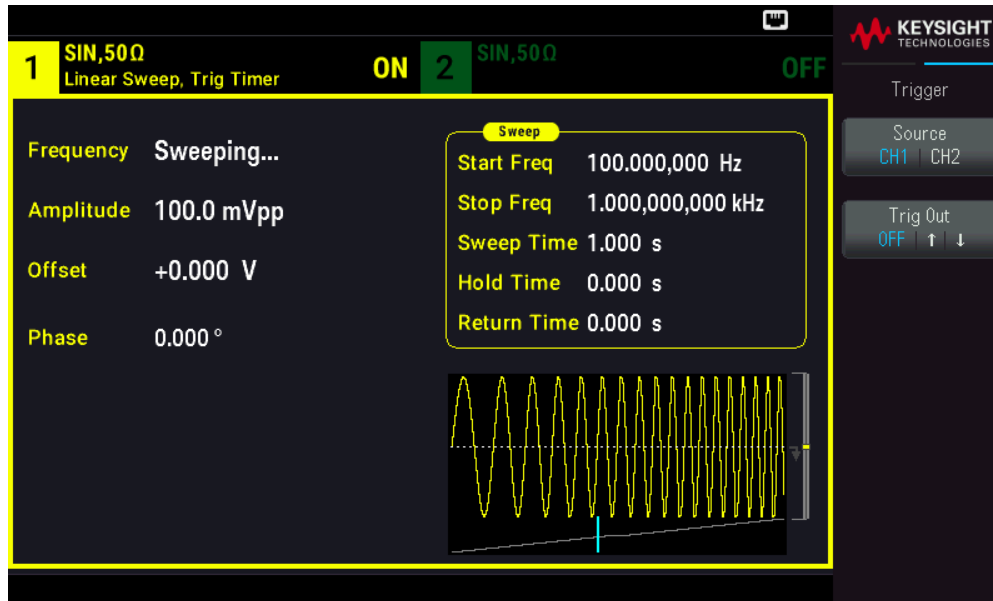 KEYSIGHT
TECHNOLOGIES
1
SIN,50Ω
Linear Sweep, Trig Timer
ON
2
SIN,50Ω
OFF
Trigger
Frequency Sweeping...
Amplitude 100.0 mVpp
Offset +0.000 V
Phase 0.000 °
Sweep
Start Freq 100.000,000 Hz
Stop Freq 1.000,000,000 kHz
Sweep Time 1.000 s
Hold Time 0.000 s
Return Time 0.000 s
Source
CH1 | CH2
Trig Out
OFF | ↑ | ↓